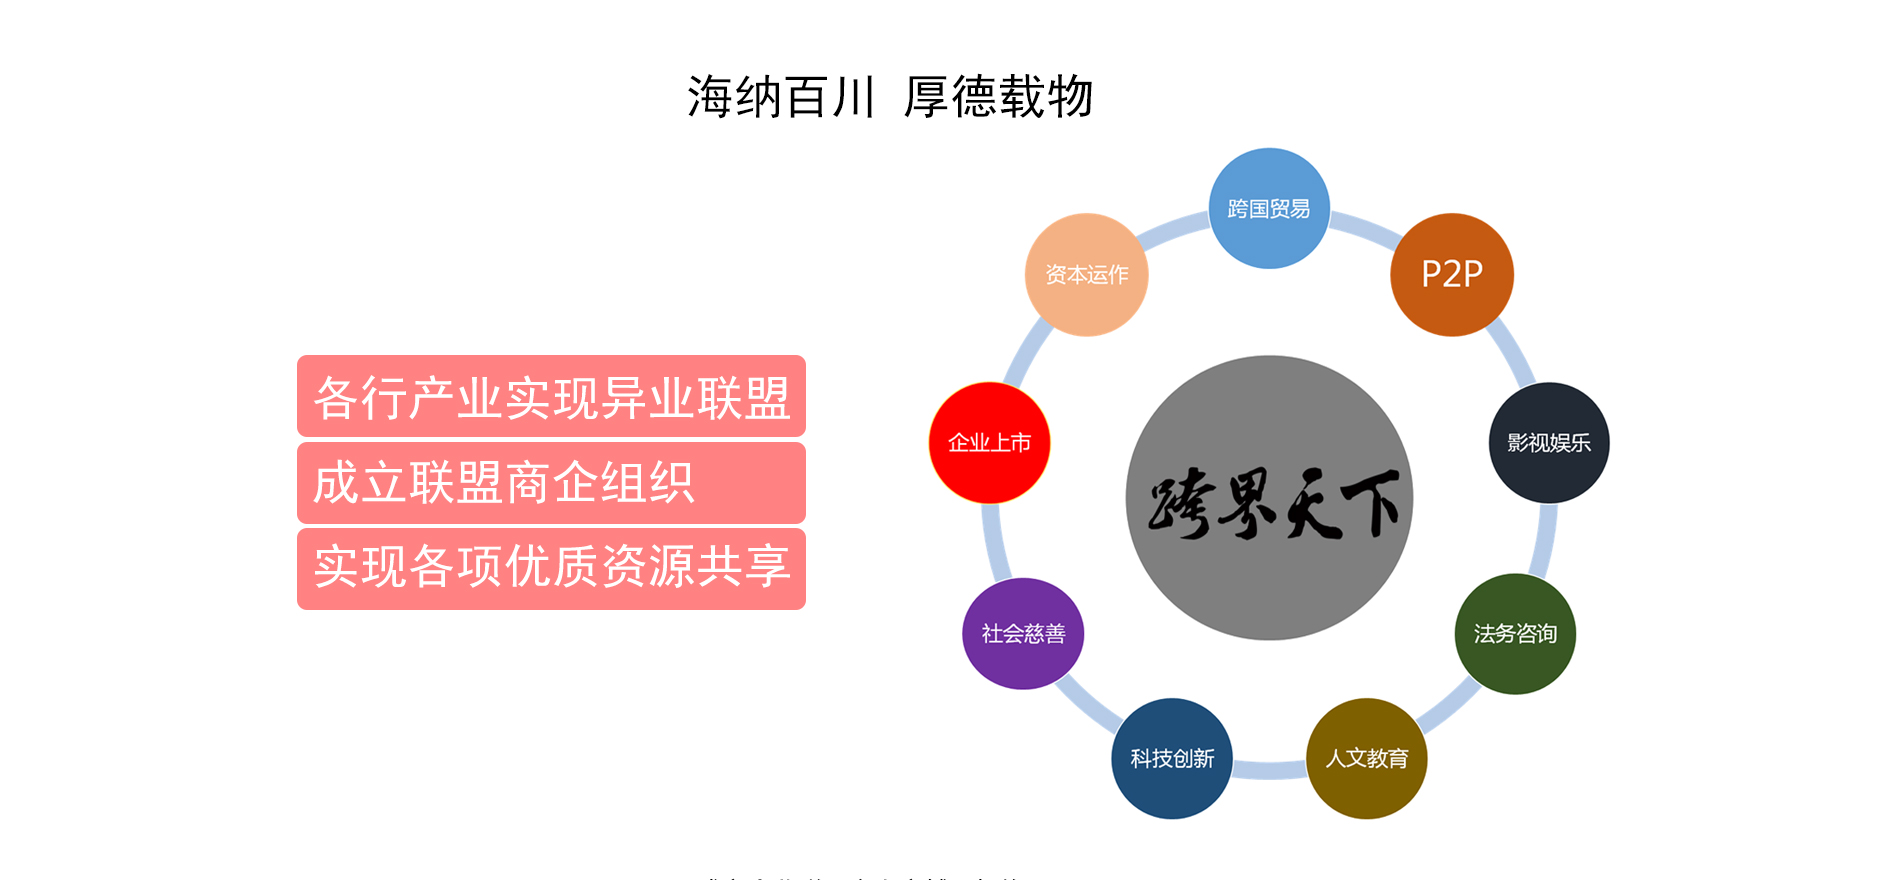 海纳百川 厚德载物
各行产业实现异业联盟
成立联盟商企组织
实现各项优质资源共享
跨国贸易
P2P
影视娱乐
法务咨询
人文教育
科技创新
社会慈善
企业上市
资本运作
跨界天下